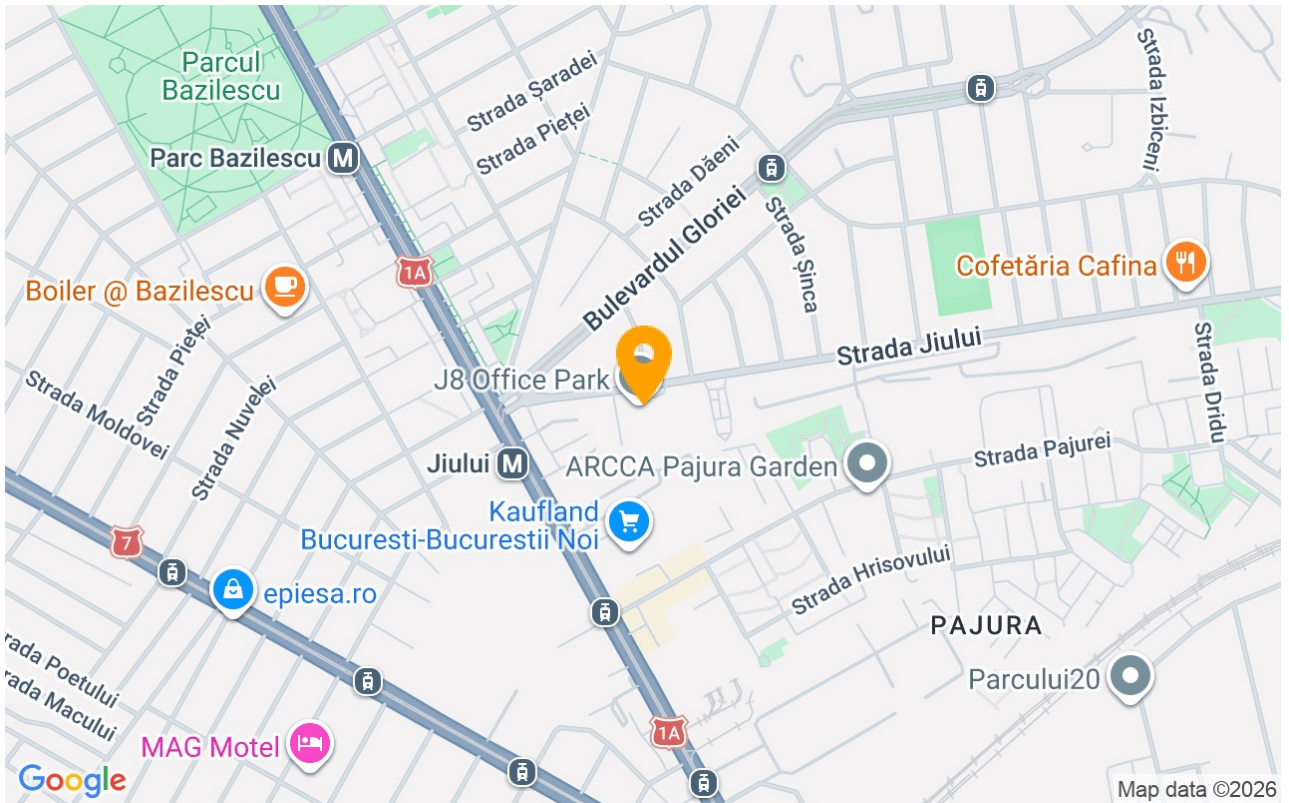 Parcul
Bazilescu
Strada Șaradei
Strada Pieței
Parc Bazilescu M
Strada Dăeni
Strada Izbiceni
Bulevardul Gloriei
Strada Șinca
1A
Cofetăria Cafina
Boiler @ Bazilescu
Strada Pieței
Strada Jiului
Strada Dridu
J8 Office Park
Strada Moldovei
Strada Nuvelei
Jiului M
ARCCA Pajura Garden
Strada Pajurei
Kaufland
Bucuresti-Bucurestii Noi
7
epiesa.ro
Strada Hrisovului
PAJURA
rada Poetului
rada Macului
Parcului20
1A
MAG Motel
Google
Map data ©2026